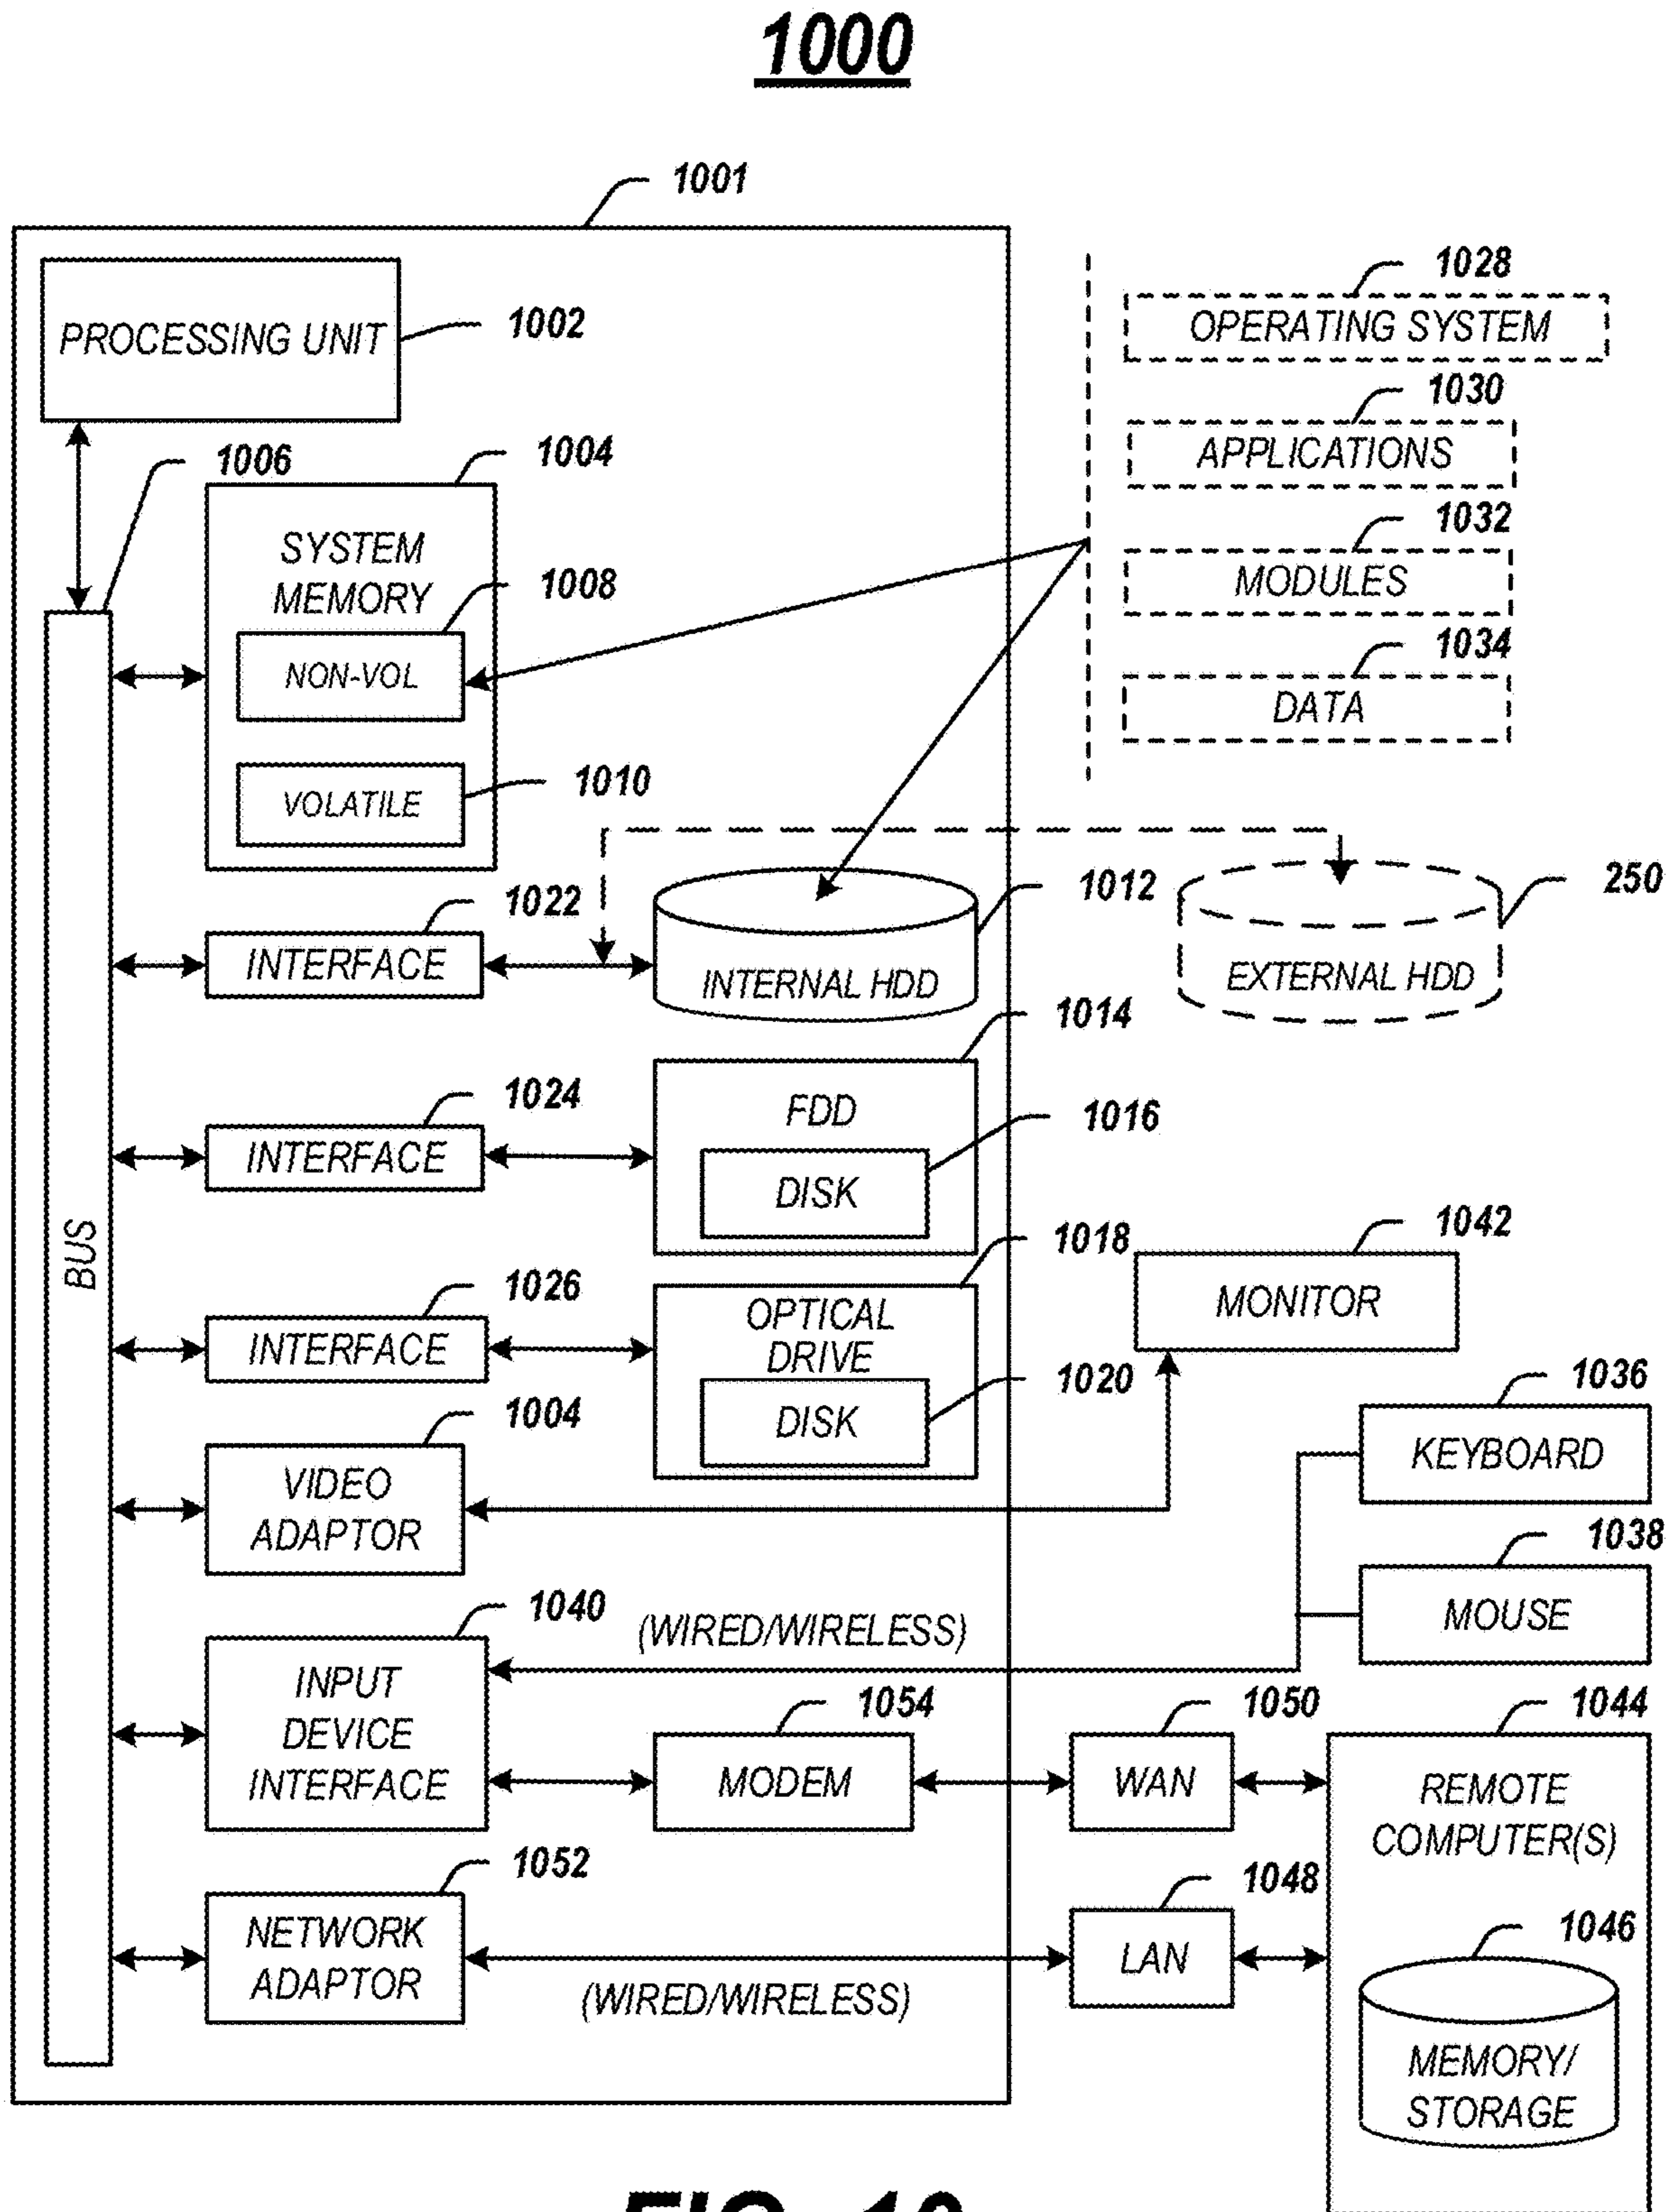 1000
1001
PROCESSING UNIT
1002
1028
OPERATING SYSTEM
1030
APPLICATIONS
1032
MODULES
1034
DATA
1006
1004
SYSTEM
MEMORY
1008
NON-VOL
1010
VOLATILE
BUS
1022
INTERFACE
1012
INTERNAL HDD
250
EXTERNAL HDD
1024
INTERFACE
1014
FDD
1016
DISK
1026
INTERFACE
1018
OPTICAL
DRIVE
1020
DISK
1042
MONITOR
1004
VIDEO
ADAPTOR
1036
KEYBOARD
1038
MOUSE
1040
INPUT
DEVICE
INTERFACE
(WIRED/WIRELESS)
1054
MODEM
1050
WAN
1044
REMOTE
COMPUTER(S)
1052
NETWORK
ADAPTOR
(WIRED/WIRELESS)
1048
LAN
1046
MEMORY/
STORAGE